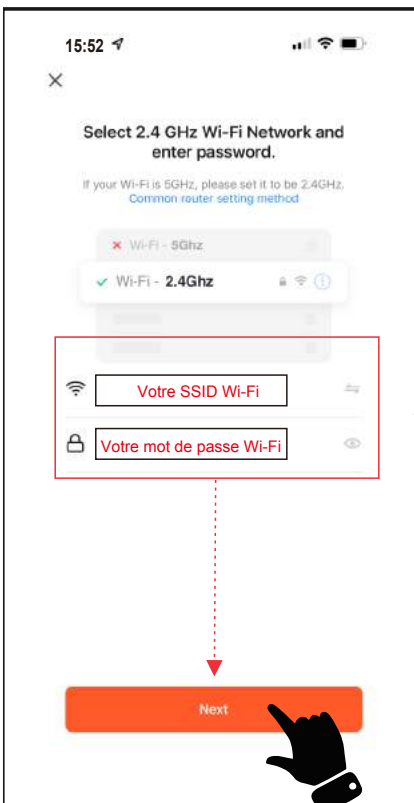 15:52
Select 2.4 GHz Wi-Fi Network and
enter password.
If your Wi-Fi is 5GHz, please set it to be 2.4GHz.
Common router setting method
Wi-Fi - 5Ghz
Wi-Fi - 2.4Ghz
Votre SSID Wi-Fi
Votre mot de passe Wi-Fi
Next